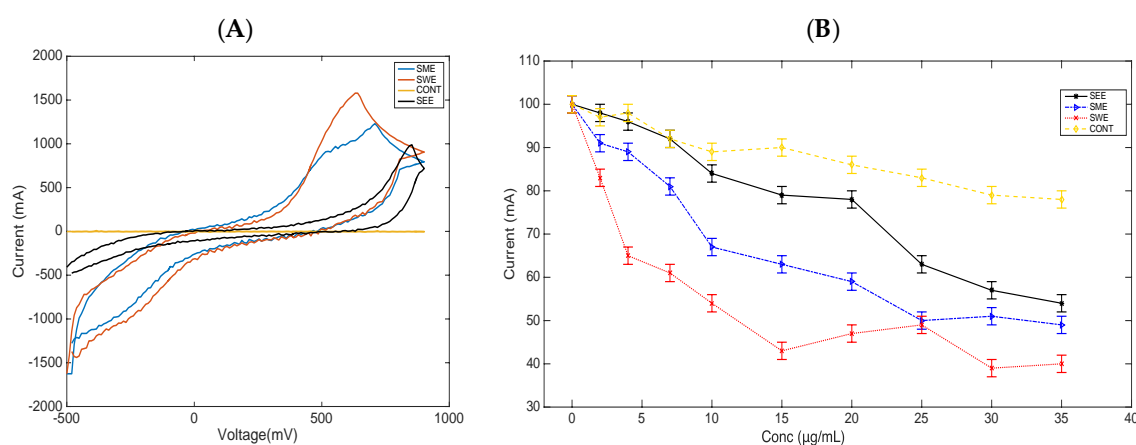 (A)
2000
1500
1000
500
0
-500
1000
-1500
2000
-500
0
500
1000
Current (mA)
Voltage(mV)
SME
SWE
CONT
SEE
(B)
110
100
90
80
70
60
50
40
30
0
5
10
15
20
25
30
35
40
Current (mA)
Conc (µg/mL)
SEE
SME
SWE
CONT